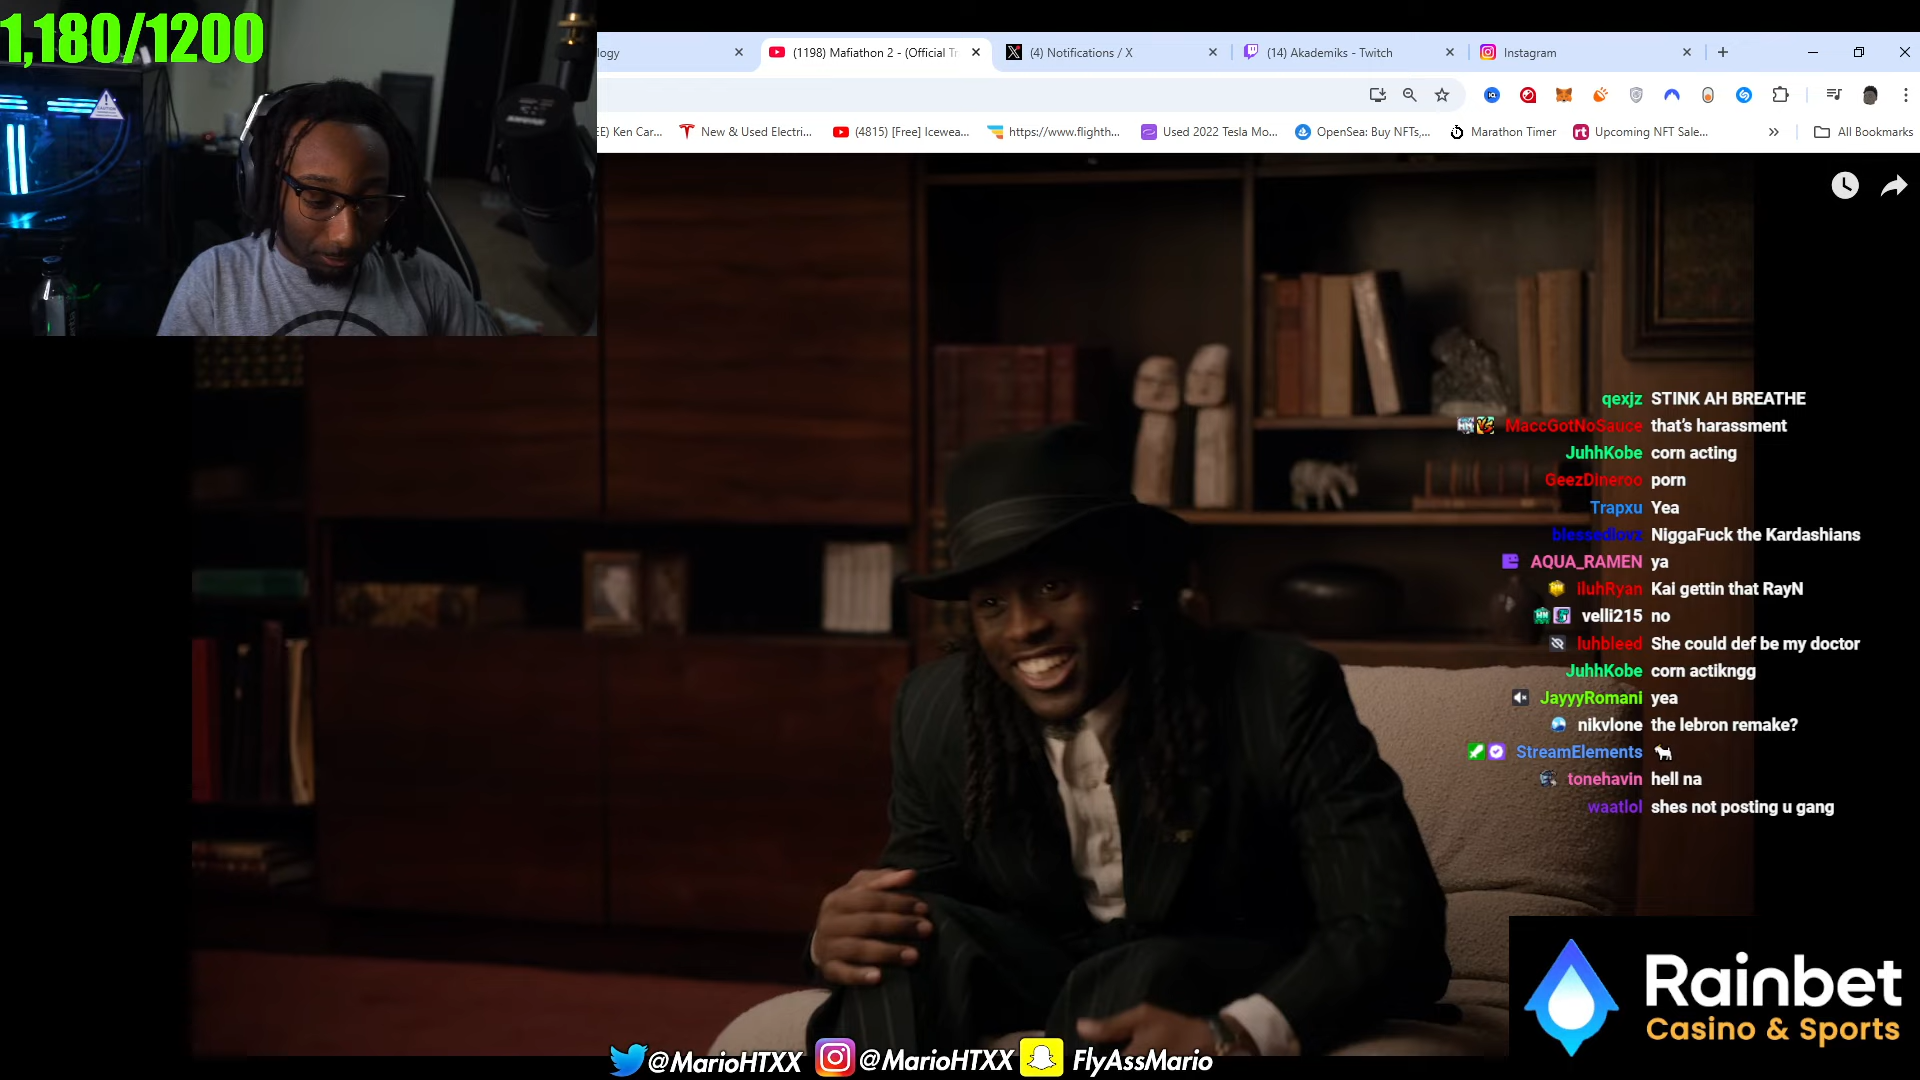 1,180/1200
logy
(1198) Mafiathon 2 - (Official Tr
(4) Notifications / X
(14) Akademiks - Twitch
Instagram
EE) Ken Car...
New & Used Electri...
(4815) [Free] Icewea...
https://www.flighth...
Used 2022 Tesla Mo...
OpenSea: Buy NFTs,...
Marathon Timer
rt Upcoming NFT Sale...
All Bookmarks
qexjz STINK AH BREATHE
MaccGotNoSauce that's harassment
JuhhKobe corn acting
GeezDineroo porn
Trapxu Yea
blessedlovz NiggaFuck the Kardashians
AQUA_RAMEN ya
iluhRyan Kai gettin that RayN
velli215 no
luhbleed She could def be my doctor
JuhhKobe corn actikngg
JayyyRomani yea
nikvlone the lebron remake?
StreamElements
tonehavin hell na
waatlol shes not posting u gang
Rainbet
Casino & Sports
@MarioHTXX @MarioHTXX FlyAssMario